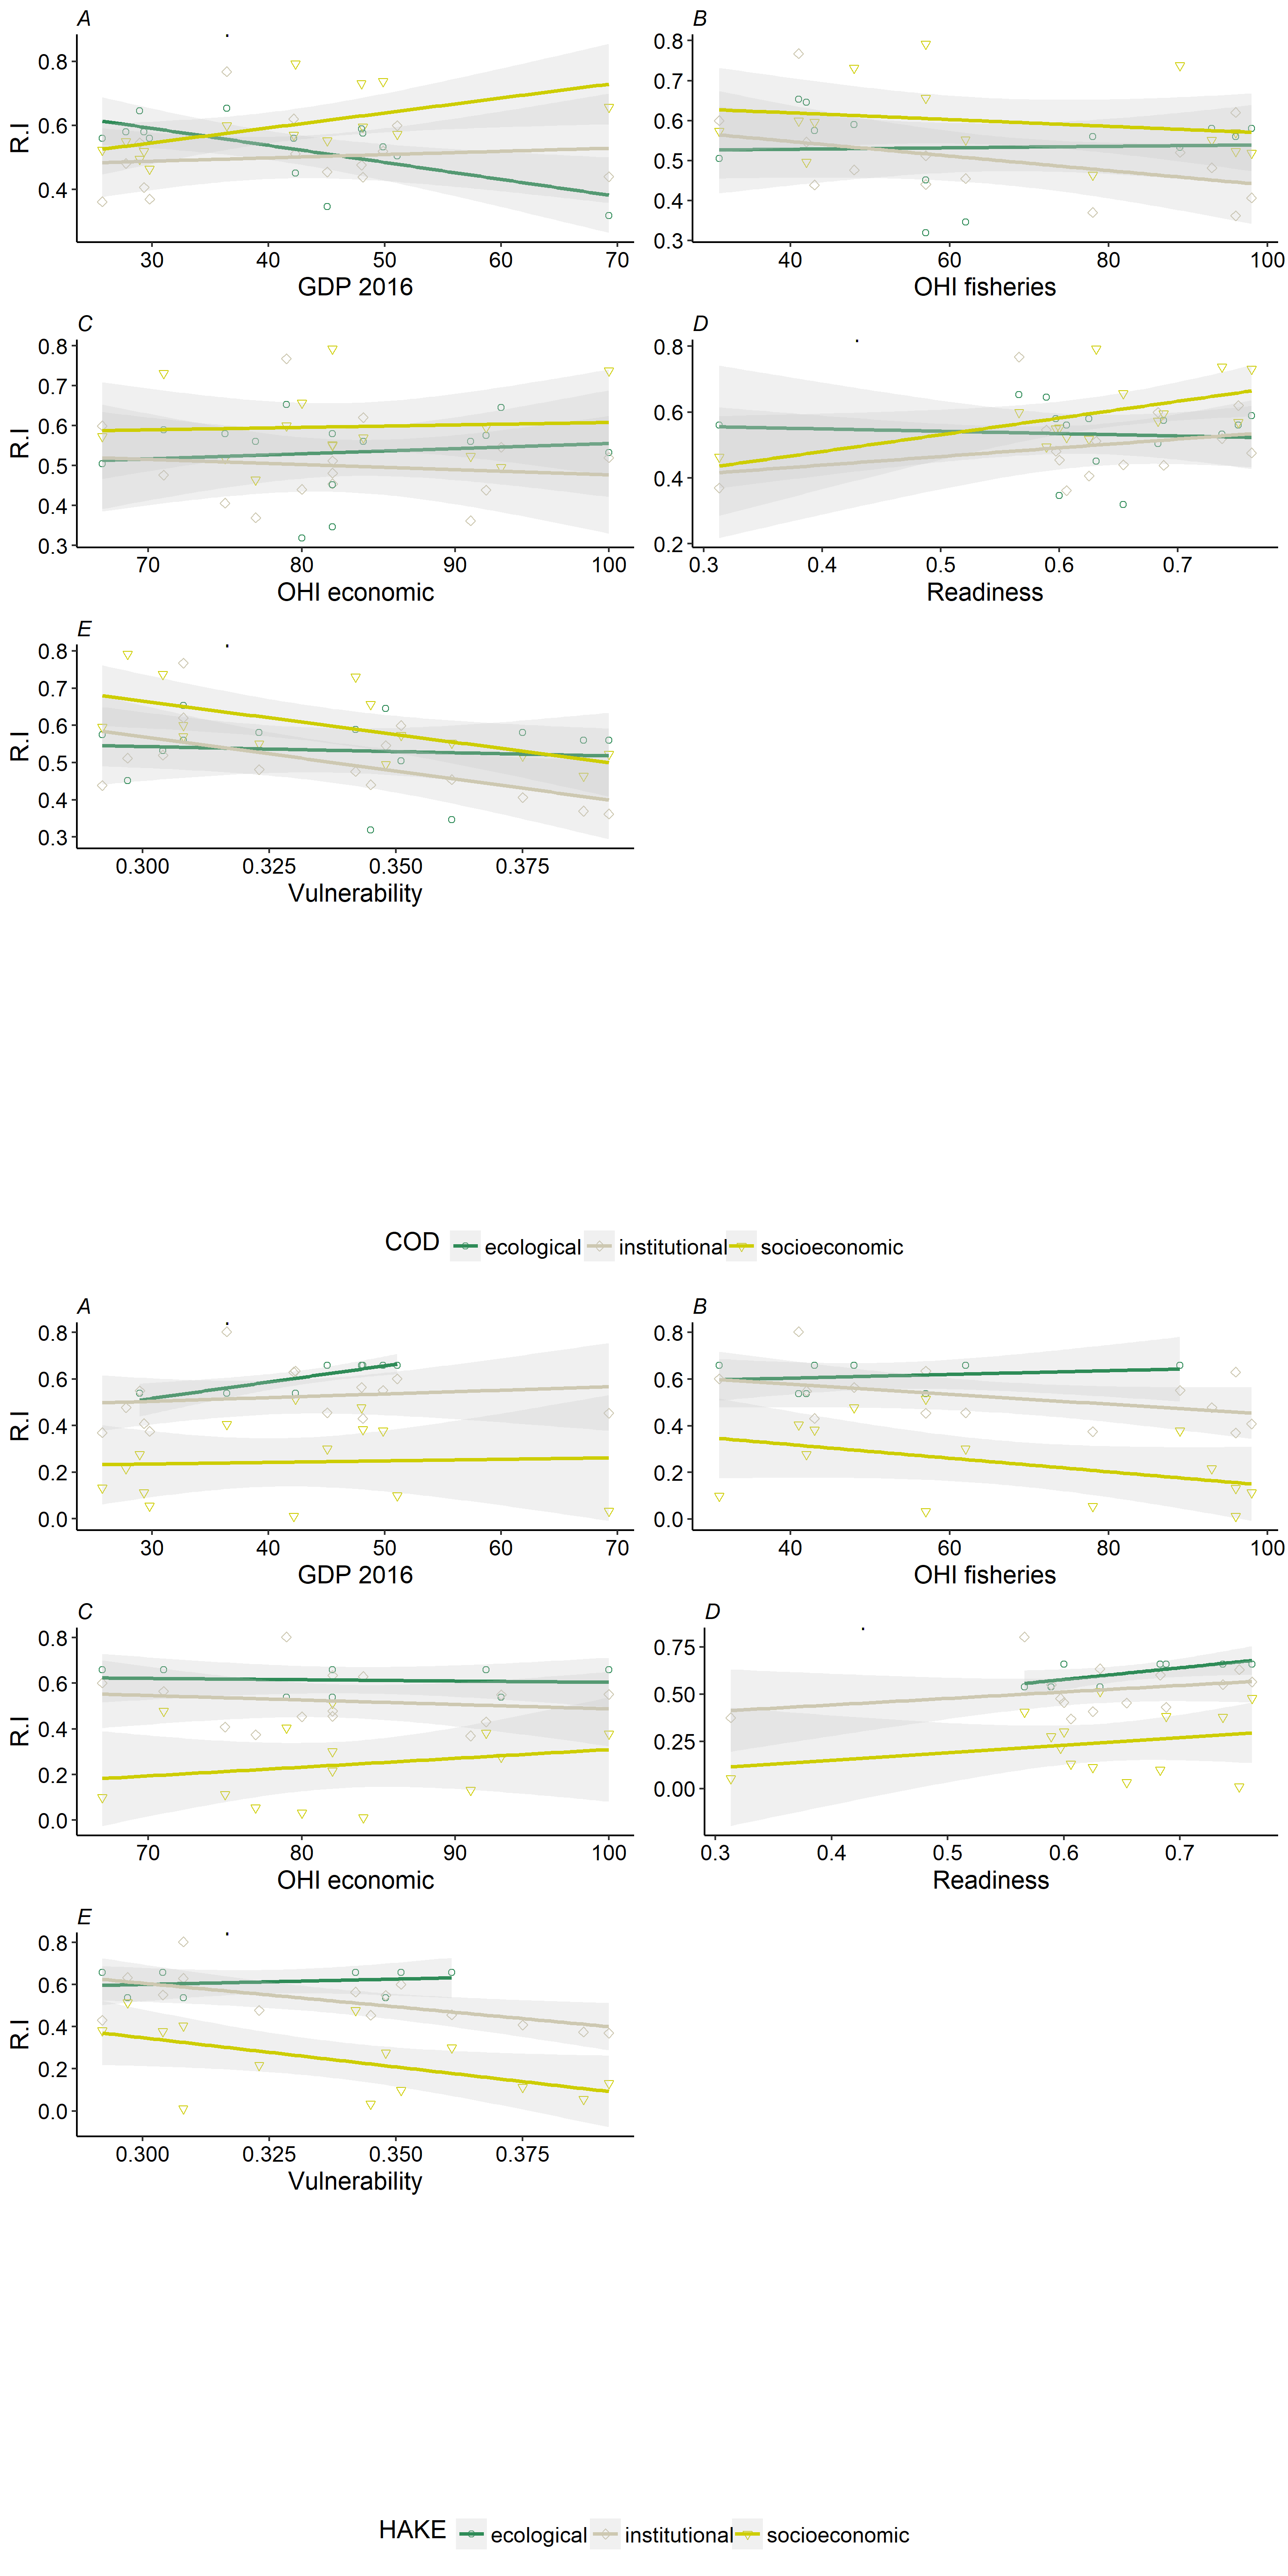 A
R.I
0.8
0.6
0.4
30 40 50 60 70
GDP 2016
B
0.8
0.7
0.6
0.5
0.4
0.3
40 60 80 100
OHI fisheries
C
R.I
0.8
0.7
0.6
0.5
0.4
0.3
70 80 90 100
OHI economic
D
0.8
0.6
0.4
0.2
0.3 0.4 0.5 0.6 0.7
Readiness
E
R.I
0.8
0.7
0.6
0.5
0.4
0.3
0.300 0.325 0.350 0.375
Vulnerability
COD ecological institutional socioeconomic
A
R.I
0.8
0.6
0.4
0.2
0.0
30 40 50 60 70
GDP 2016
B
0.8
0.6
0.4
0.2
0.0
40 60 80 100
OHI fisheries
C
R.I
0.8
0.6
0.4
0.2
0.0
70 80 90 100
OHI economic
D
0.75
0.50
0.25
0.00
0.3 0.4 0.5 0.6 0.7
Readiness
E
R.I
0.8
0.6
0.4
0.2
0.0
0.300 0.325 0.350 0.375
Vulnerability
HAKE ecological institutional socioeconomic